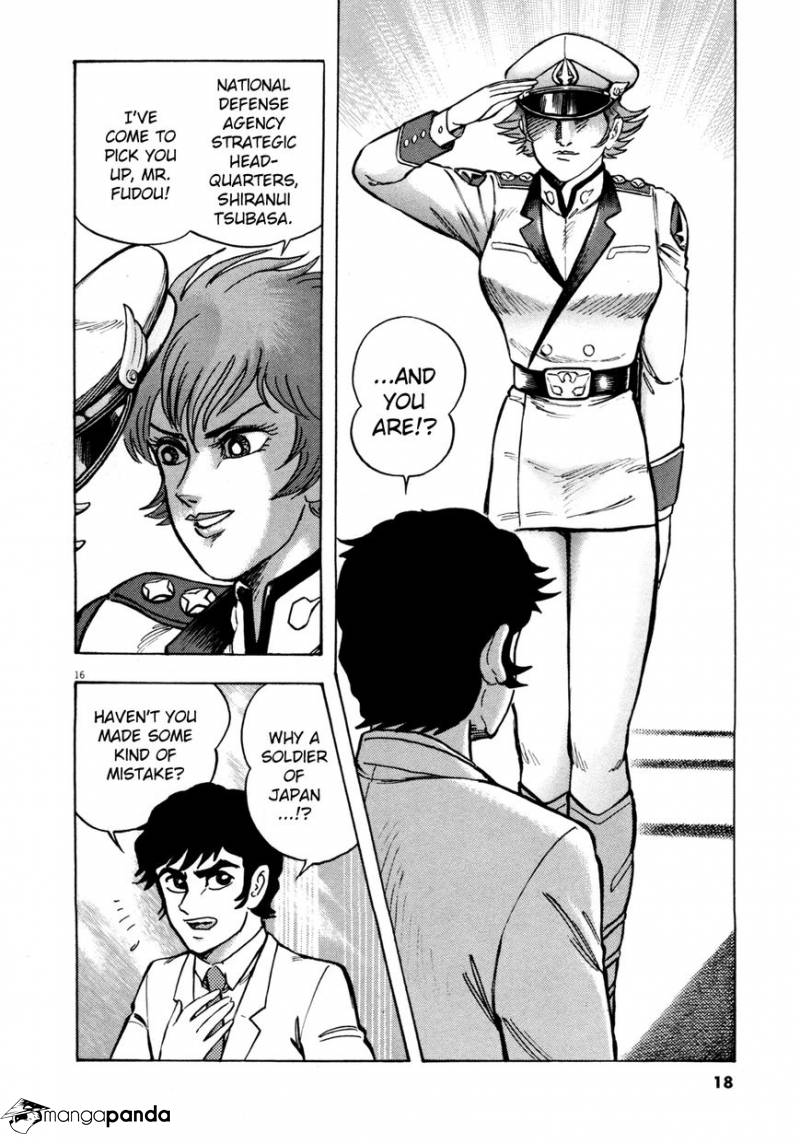 ...AND
YOU
ARE!?
NATIONAL
DEFENSE
AGENCY
STRATEGIC
HEAD-
QUARTERS,
SHIRANUI
TSUBASA.
I'VE
COME TO
PICK YOU
UP, MR.
FUDOU!
16
WHY A
SOLDIER
OF
JAPAN
...!?
HAVEN'T YOU
MADE SOME
KIND OF
MISTAKE?
18
mangapanda